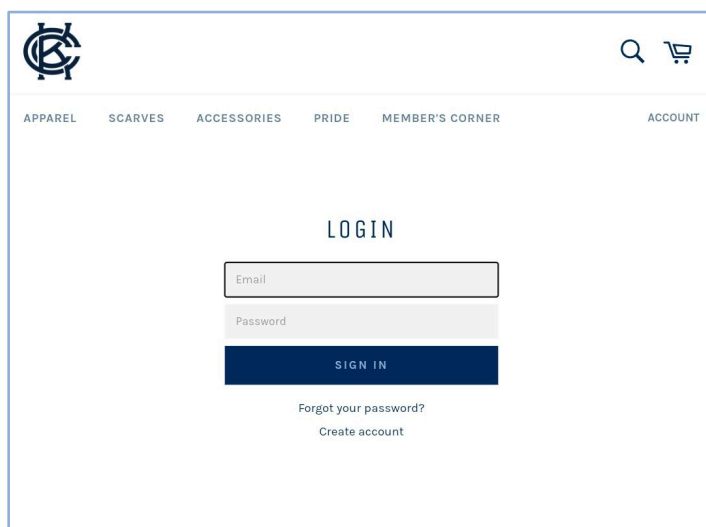 APPAREL SCARVES ACCESSORIES PRIDE MEMBER'S CORNER ACCOUNT
LOGIN
Email
Password
SIGN IN
Forgot your password?
Create account